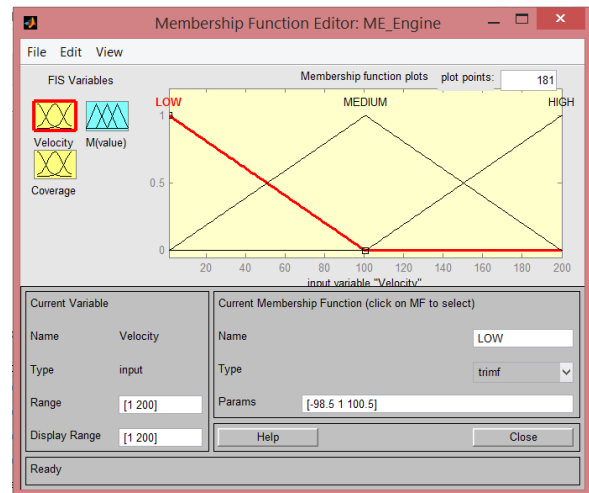 Membership Function Editor: ME_Engine
File Edit View
FIS Variables
Membership function plots plot points: 181
LOW MEDIUM HIGH
Velocity M(value)
Coverage
1
0.5
0
20 40 60 80 100 120 140 160 180 200
input variable "Velocity"
Current Variable
Name Velocity
Type input
Range [1 200]
Display Range [1 200]
Current Membership Function (click on MF to select)
Name LOW
Type trimf
Params [-98.5 1 100.5]
Help Close
Ready